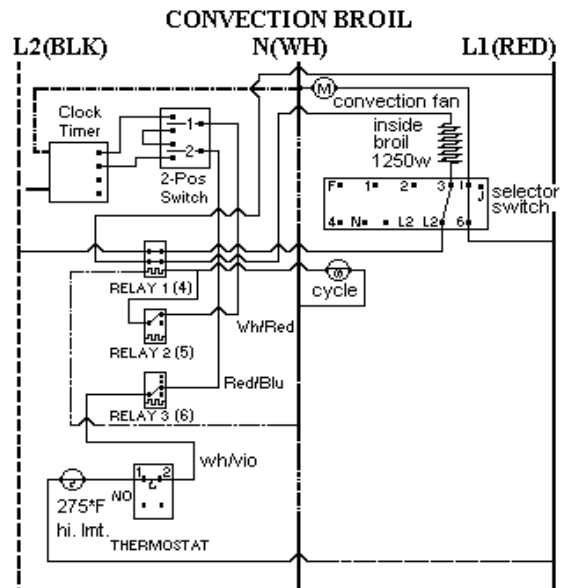 CONVECTION BROIL
L2(BLK) N(WH) L1(RED)
M
convection fan
Clock
Timer
1
2
2-Pos
Switch
inside
broil
1250w
F 1 2 3 I J
4 N L2 L2 6
selector
switch
RELAY 1 (4)
cycle
Wh/Red
RELAY 2 (5)
Red/Blu
RELAY 3 (6)
wh/vio
1 2
NO
275*F
hi. lmt.
THERMOSTAT